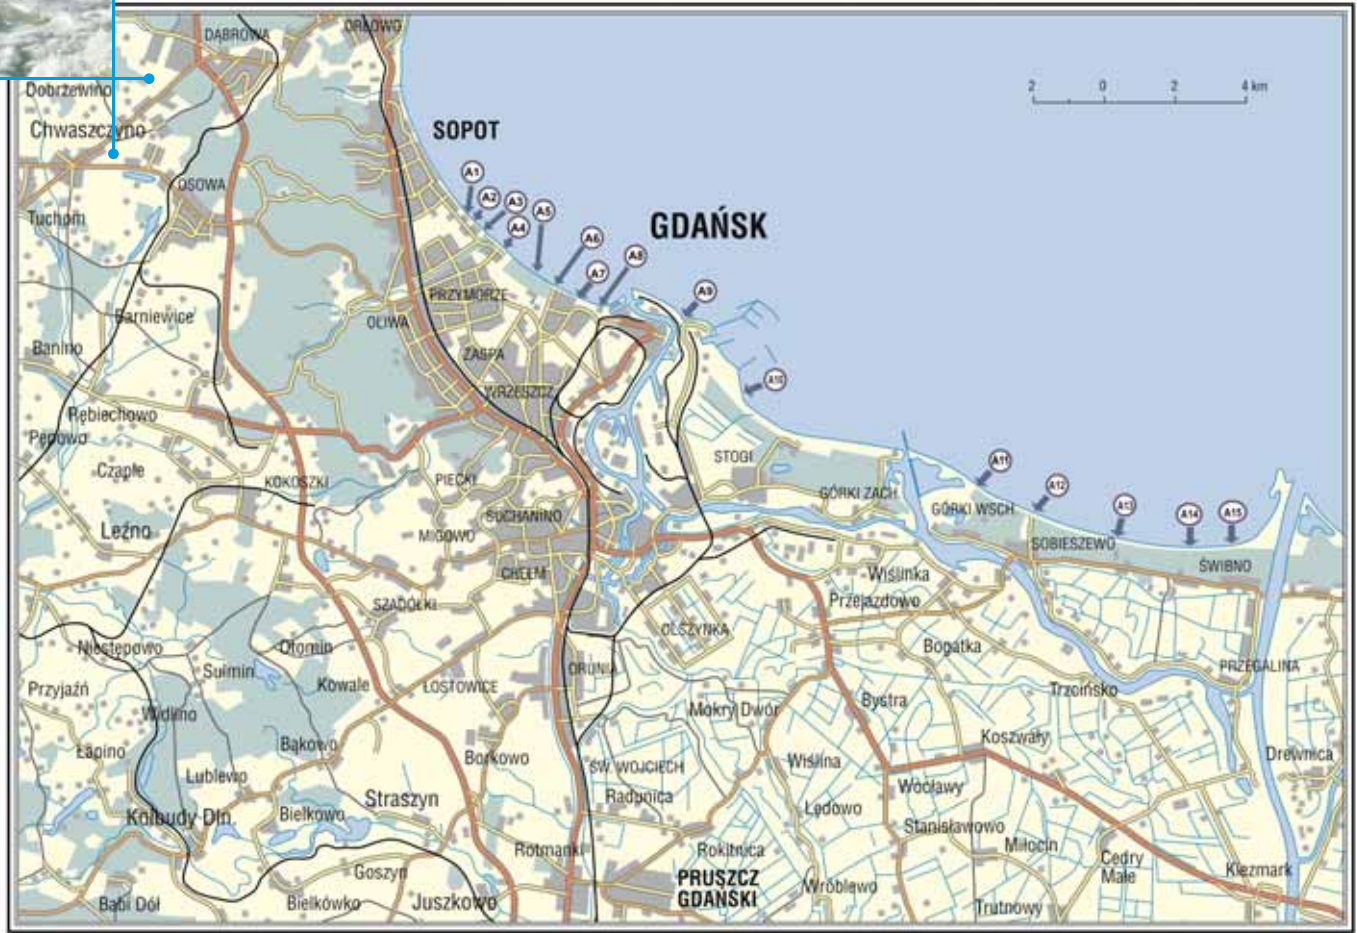 DĄBROWA
ORŁOWO
Dobrzewino
2 0 2 4 km
Chwaszczyno
SOPOT
A1
OSOWA
A2
A3
Tuchom
A5
A4
GDAŃSK
A6
A8
A7
A9
PRZYMORZE
Barniewice
OLIWA
Banino
ZASPA
A10
WRZESZCZ
Rębiechowo
Pępowo
STOGI
A11
Czaple
PIECKI
KOKOSZKI
GÓRKI ZACH
A12
GÓRKI WSCH
A13
A14
A15
SUCHANINO
Leźno
MIGOWO
SOBIESZEWO
ŚWIBNO
CHEŁM
Wiślinka
SZADÓŁKI
Przejazdowo
OLSZYNKA
Niestępowo
Otomin
Bogatka
Sulmin
ORUNIA
PRZEGALINA
Przyjaźń
Kowale
ŁOSTOWICE
Trzcińsko
Widlino
Mokry Dwór
Bystra
Łapino
Bąkowo
Koszwały
Borkowo
Drewnica
ŚW. WOJCIECH
Wiślina
Lublewo
Wocławy
Straszyn
Radunica
Lędowo
Kolbudy Dln.
Bielkowo
Stanisławowo
Miłocin
Rotmanka
Rokitnica
Cedry
Małe
Goszyn
Kiezmark
PRUSZCZ
GDAŃSKI
Wróblewo
Babi Dół
Bielkówko
Juszkowo
Trutnowy